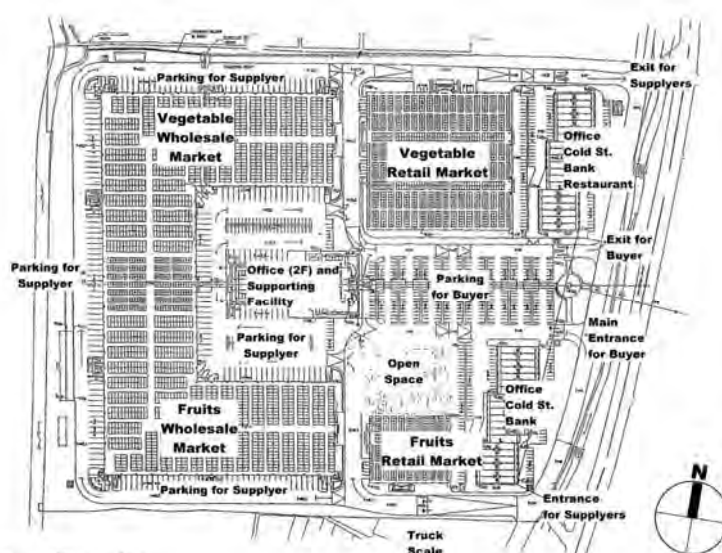 Parking for Supplyer
Exit for
Supplyers
Vegetable
Wholesale
Market
Vegetable
Retail Market
Office
Cold St.
Bank
Restaurant
Exit for
Buyer
Parking for
Supplyer
Office (2F) and
Supporting
Facility
Parking
for Buyer
Main
Entrance
for Buyer
Parking for
Supplyer
Open
Space
Office
Cold St.
Bank
Fruits
Wholesale
Market
Fruits
Retail Market
Parking for Supplyer
Entrance
for Supplyers
N
Truck
Scale